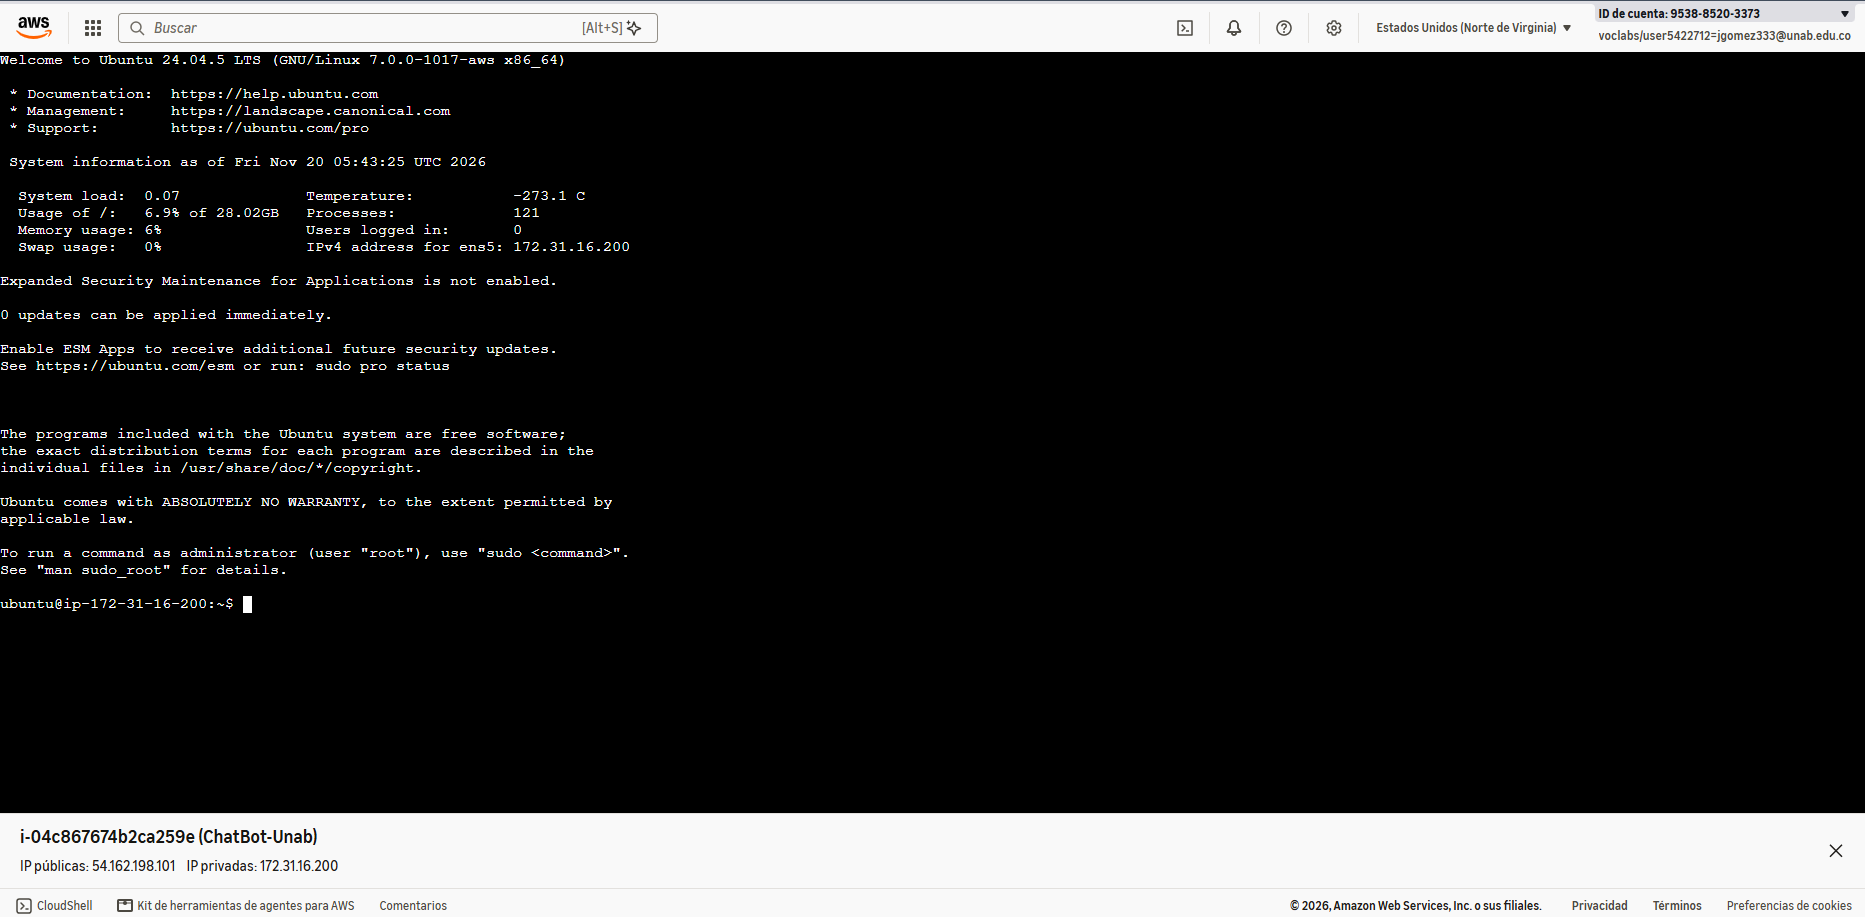 aws
Buscar [Alt+S]
Estados Unidos (Norte de Virginia)
ID de cuenta: 9538-8520-3373
voclabs/user5422712=jgomez333@unab.edu.co
Welcome to Ubuntu 24.04.5 LTS (GNU/Linux 7.0.0-1017-aws x86_64)
* Documentation: https://help.ubuntu.com
* Management: https://landscape.canonical.com
* Support: https://ubuntu.com/pro
System information as of Fri Nov 20 05:43:25 UTC 2026
System load: 0.07 Temperature: -273.1 C
Usage of /: 6.9% of 28.02GB Processes: 121
Memory usage: 6% Users logged in: 0
Swap usage: 0% IPv4 address for ens5: 172.31.16.200
Expanded Security Maintenance for Applications is not enabled.
0 updates can be applied immediately.
Enable ESM Apps to receive additional future security updates.
See https://ubuntu.com/esm or run: sudo pro status
The programs included with the Ubuntu system are free software;
the exact distribution terms for each program are described in the
individual files in /usr/share/doc/*/copyright.
Ubuntu comes with ABSOLUTELY NO WARRANTY, to the extent permitted by
applicable law.
To run a command as administrator (user "root"), use "sudo <command>".
See "man sudo_root" for details.
ubuntu@ip-172-31-16-200:~$
i-04c867674b2ca259e (ChatBot-Unab)
IP públicas: 54.162.198.101 IP privadas: 172.31.16.200
CloudShell Kit de herramientas de agentes para AWS Comentarios © 2026, Amazon Web Services, Inc. o sus filiales. Privacidad Términos Preferencias de cookies